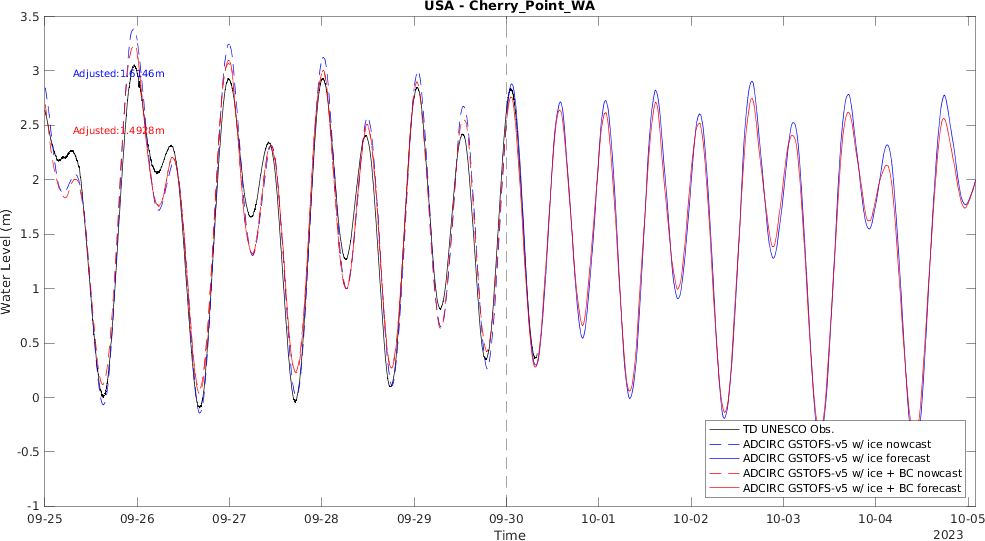 USA - Cherry_Point_WA
3.5
3
2.5
2
1.5
1
0.5
0
-0.5
-1
Water Level (m)
Adjusted:1.6146m
Adjusted:1.4928m
TD UNESCO Obs.
ADCIRC GSTOFS-v5 w/ ice nowcast
ADCIRC GSTOFS-v5 w/ ice forecast
ADCIRC GSTOFS-v5 w/ ice + BC nowcast
ADCIRC GSTOFS-v5 w/ ice + BC forecast
09-25 09-26 09-27 09-28 09-29 09-30 10-01 10-02 10-03 10-04 10-05
Time
2023